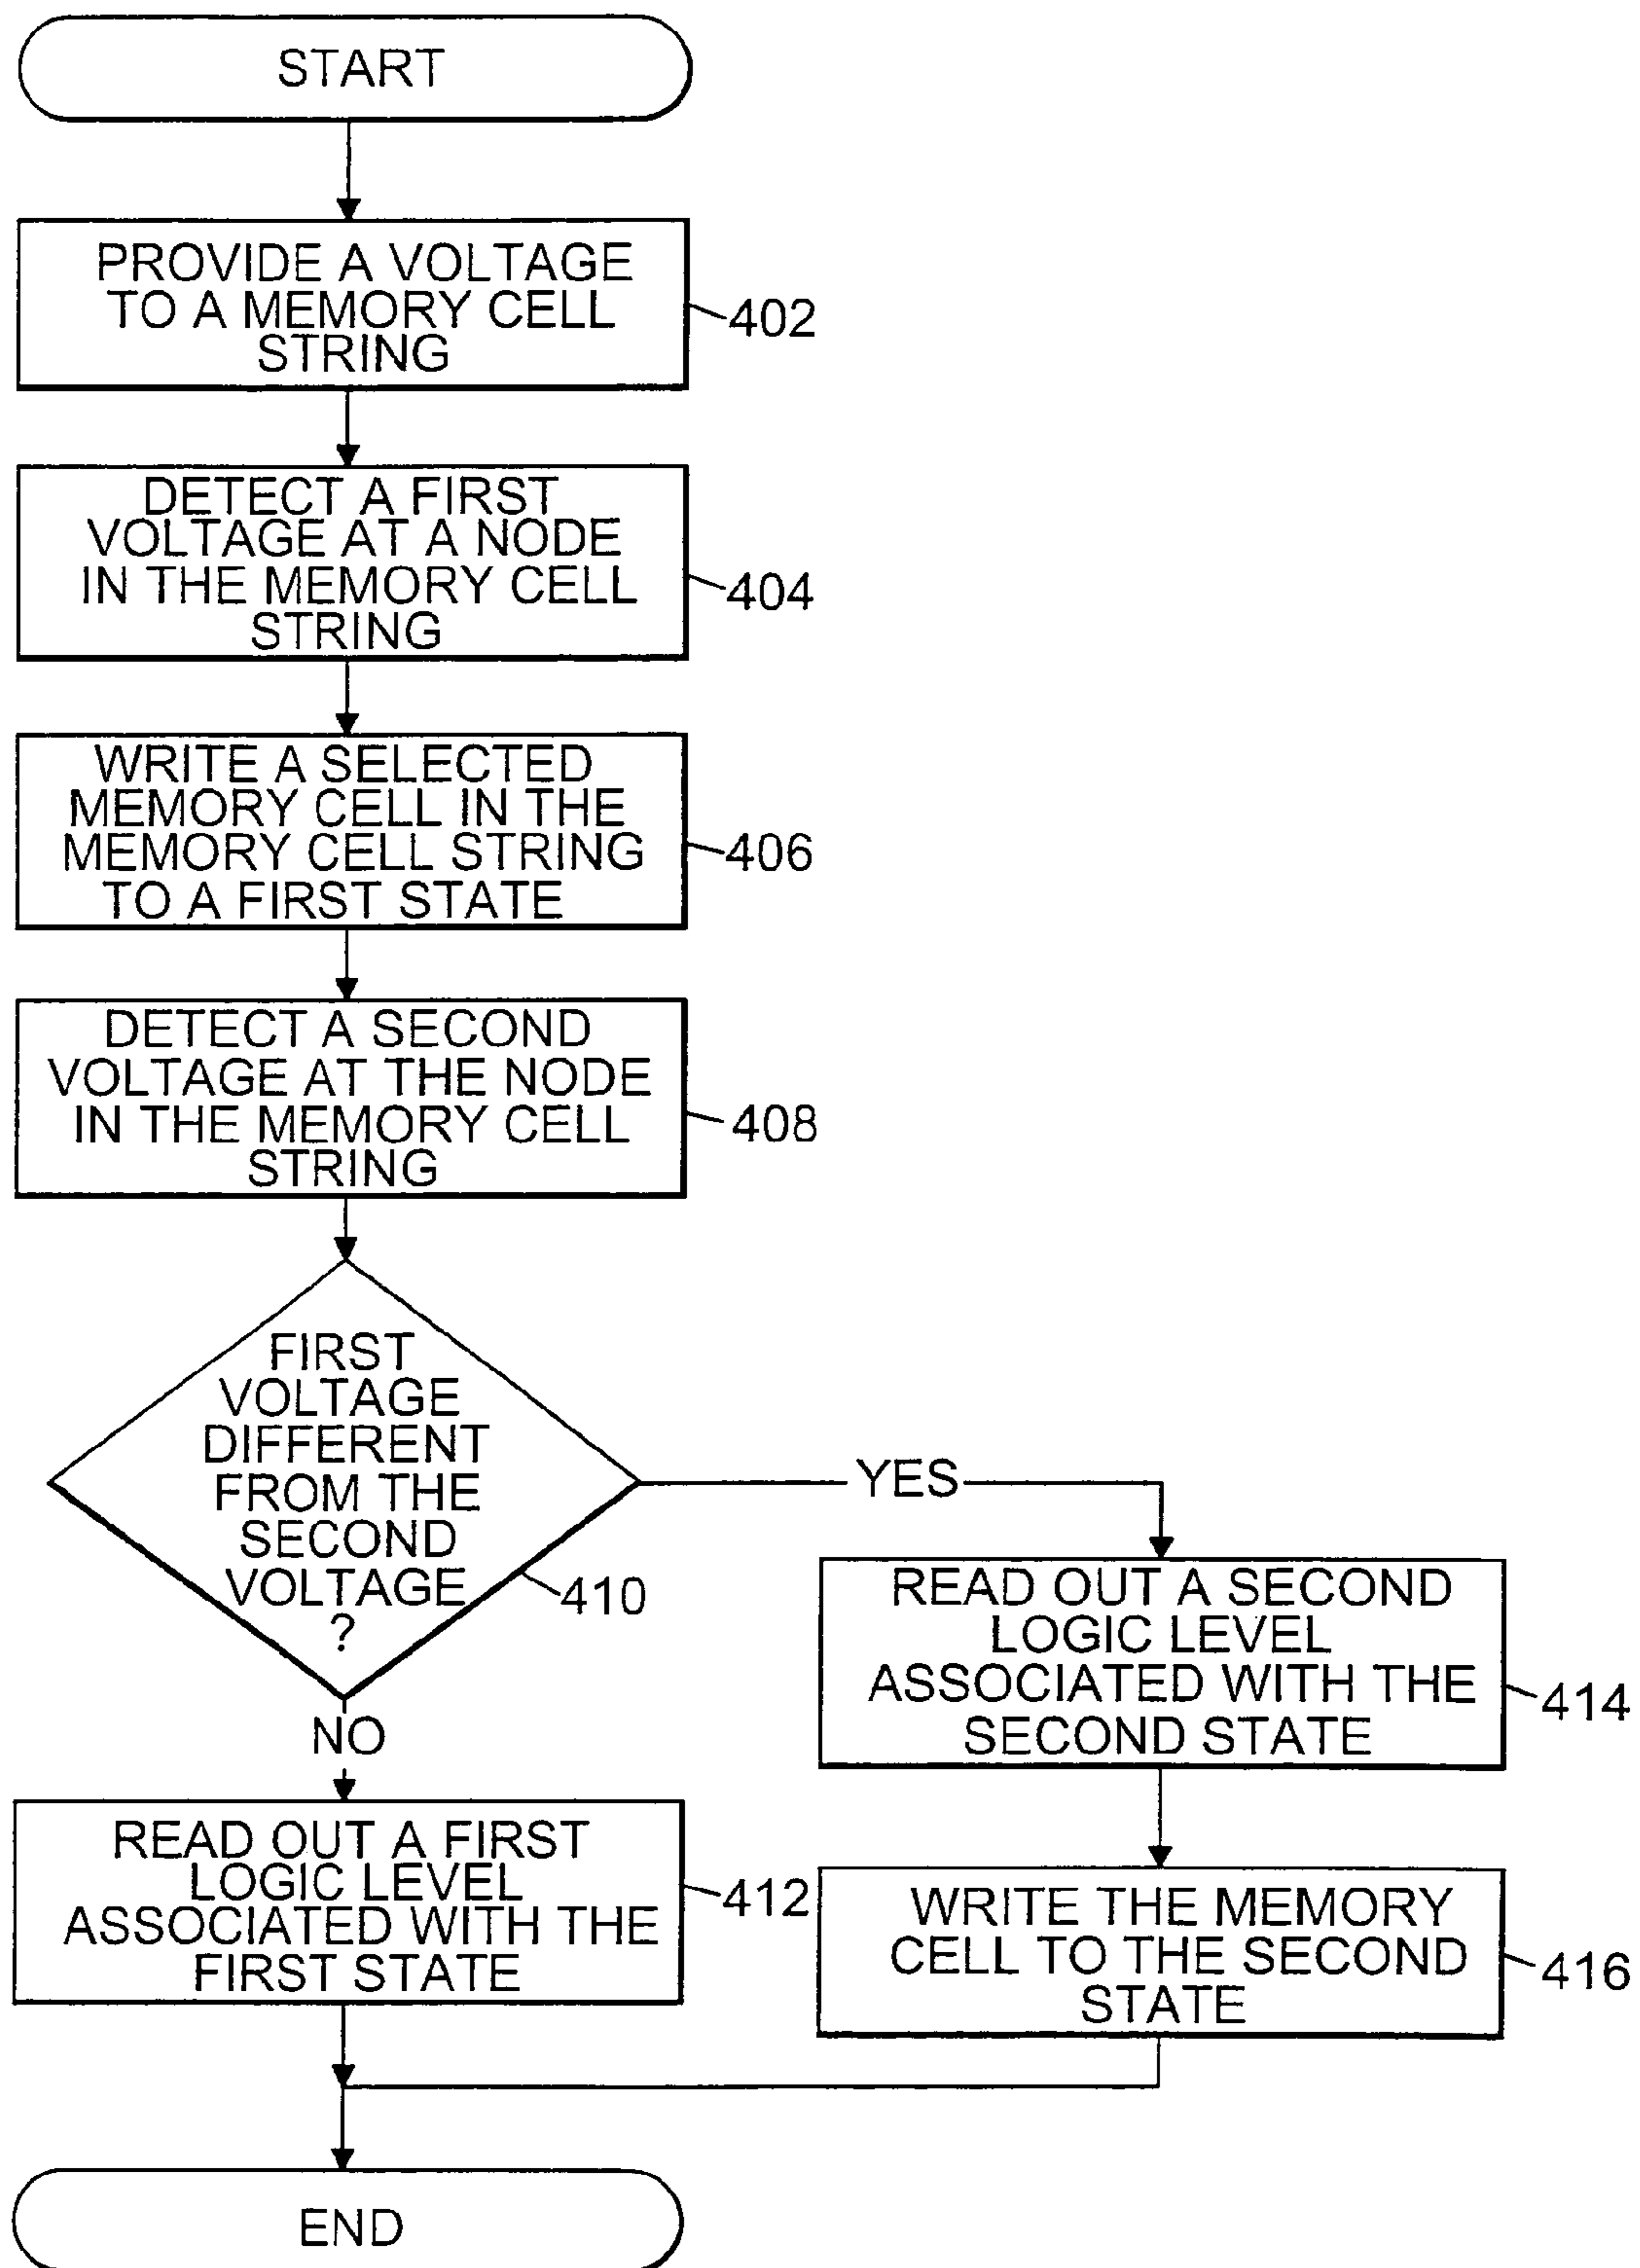 START
PROVIDE A VOLTAGE
TO A MEMORY CELL
STRING
402
DETECT A FIRST
VOLTAGE AT A NODE
IN THE MEMORY CELL
STRING
404
WRITE A SELECTED
MEMORY CELL IN THE
MEMORY CELL STRING
TO A FIRST STATE
406
DETECT A SECOND
VOLTAGE AT THE NODE
IN THE MEMORY CELL
STRING
408
FIRST
VOLTAGE
DIFFERENT
FROM THE
SECOND
VOLTAGE
?
410
YES
READ OUT A SECOND
LOGIC LEVEL
ASSOCIATED WITH THE
SECOND STATE
414
NO
READ OUT A FIRST
LOGIC LEVEL
ASSOCIATED WITH THE
FIRST STATE
412
WRITE THE MEMORY
CELL TO THE SECOND
STATE
416
END